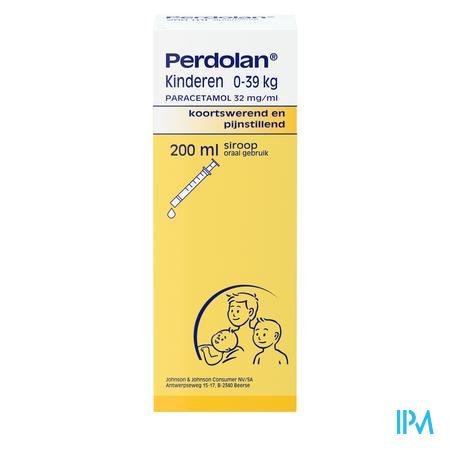 Perdolan®
Kinderen 0-39 kg
PARACETAMOL 32 mg/ml
koortswerend en
pijnstillend
200 ml siroop
oraal gebruik
Johnson & Johnson Consumer NV/SA
Antwerpseweg 15-17, B-2340 Beerse
IPM